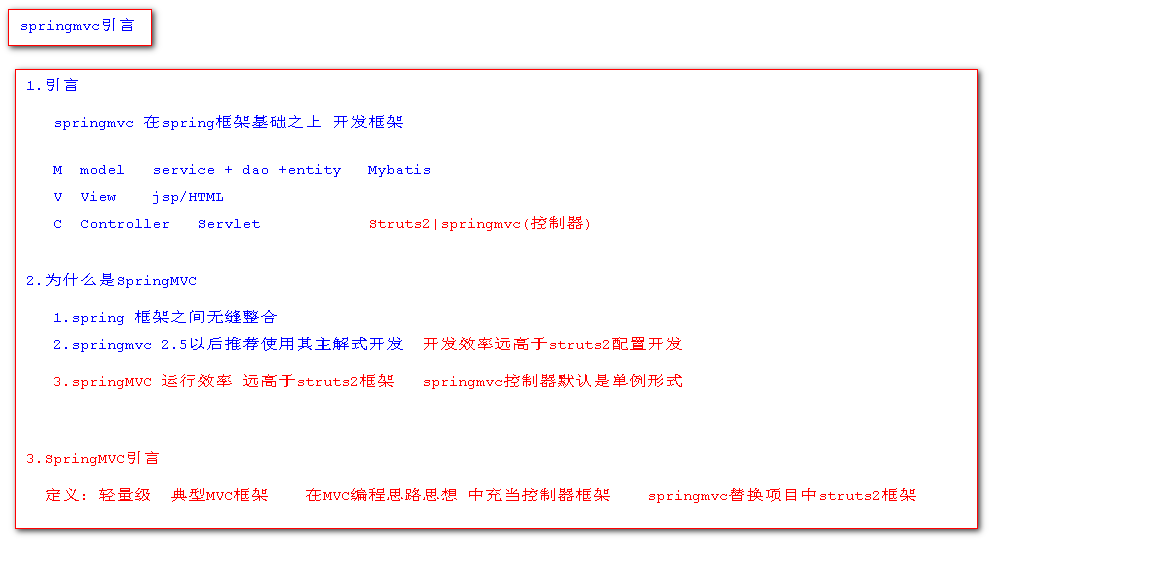 springmvc引言
1.引言
springmvc 在spring框架基础之上 开发框架
M model service + dao +entity Mybatis
V View jsp/HTML
C Controller Servlet Struts2|springmvc(控制器)
2.为什么是SpringMVC
1.spring 框架之间无缝整合
2.springmvc 2.5以后推荐使用其主解式开发 开发效率远高于struts2配置开发
3.springMVC 运行效率 远高于struts2框架 springmvc控制器默认是单例形式
3.SpringMVC引言
定义: 轻量级 典型MVC框架 在MVC编程思路思想 中充当控制器框架 springmvc替换项目中struts2框架